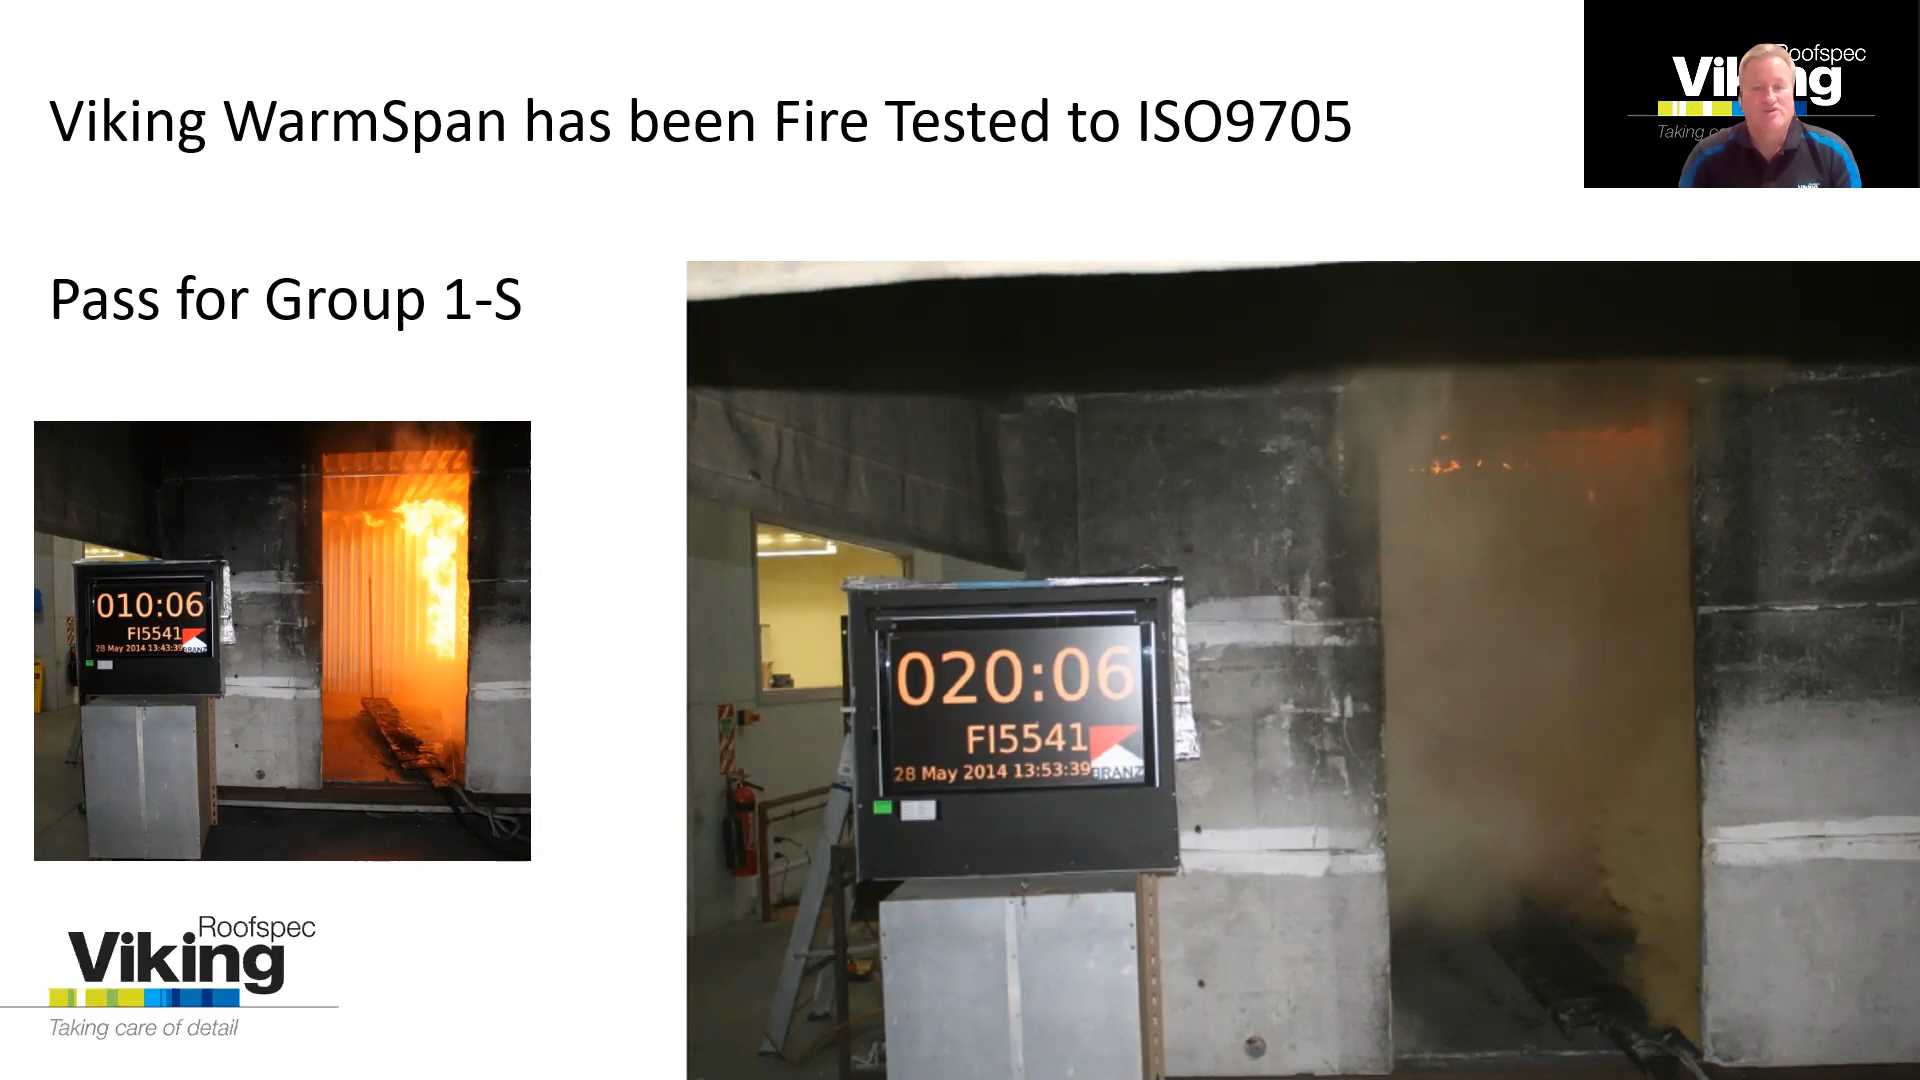 Viking WarmSpan has been Fire Tested to ISO9705
Roofspec
Viking
Taking
Pass for Group 1-S
010:06
FI5541
28 May 2014 13:43:39
BRANZ
020:06
FI5541
28 May 2014 13:53:39
BRANZ
Roofspec
Viking
Taking care of detail